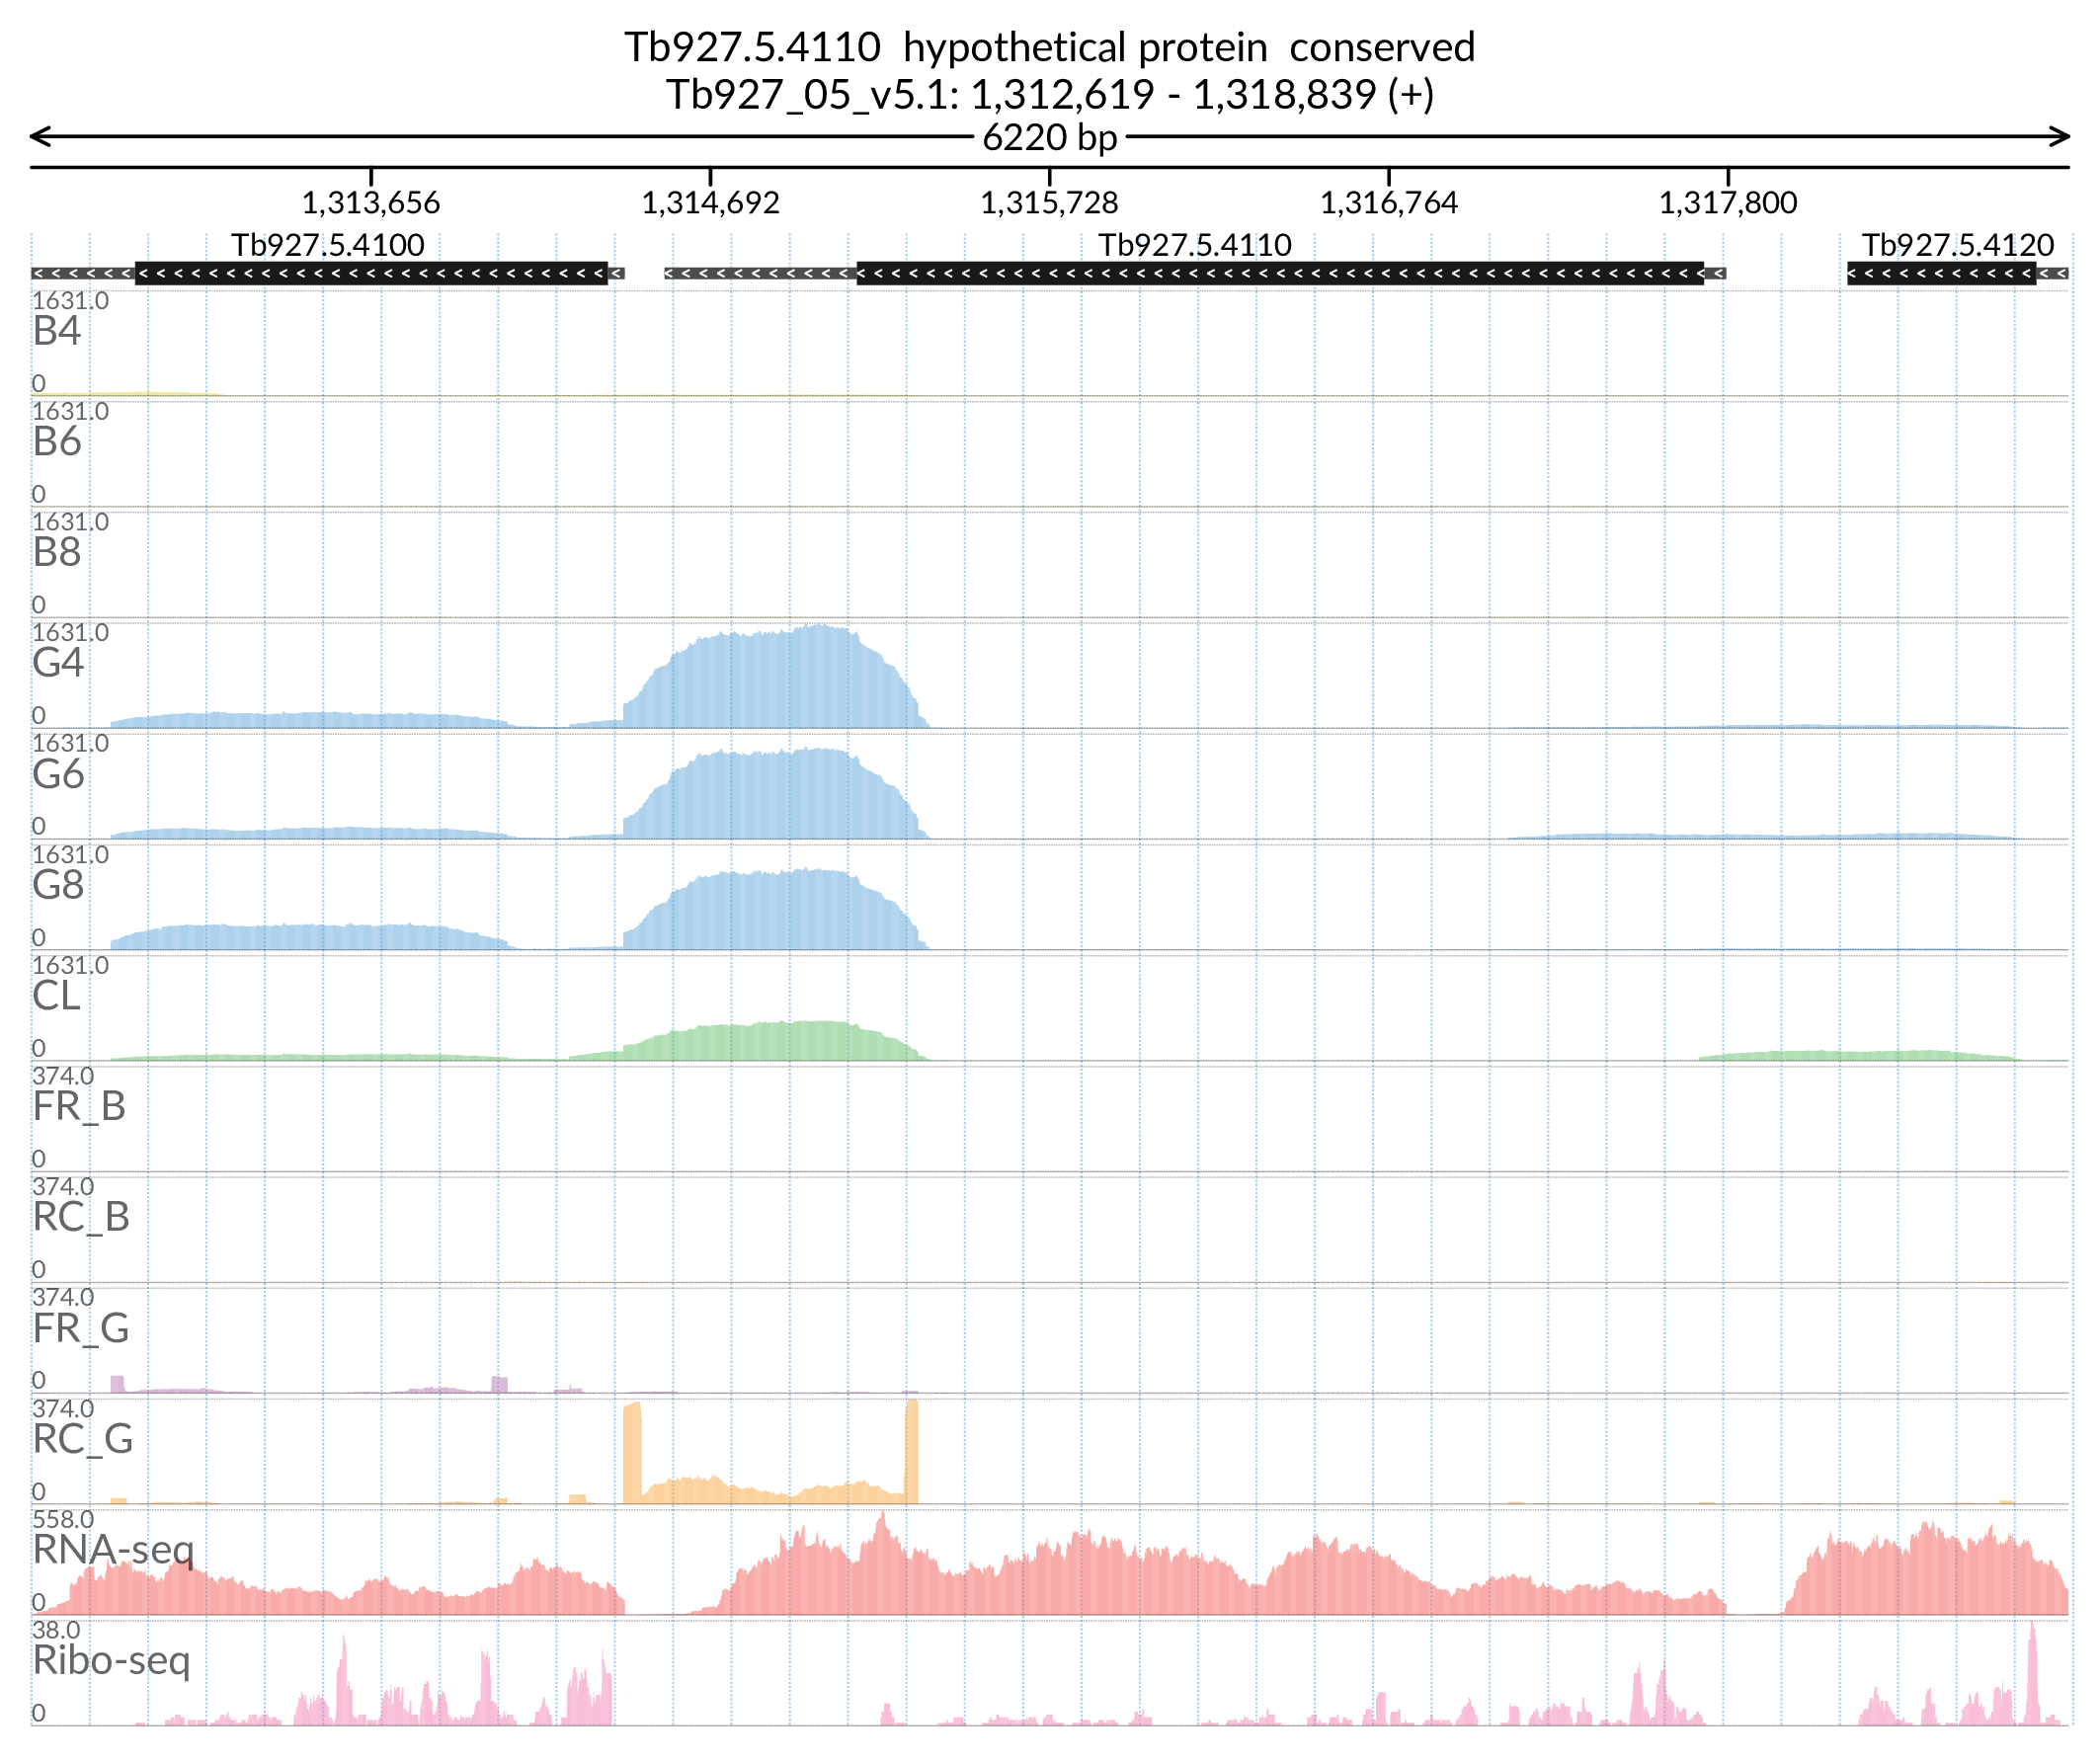 Tb927.5.4110 hypothetical protein conserved
Tb927_05_v5.1: 1,312,619 - 1,318,839 (+)
6220 bp
1,313,656 1,314,692 1,315,728 1,316,764 1,317,800
Tb927.5.4100 Tb927.5.4110 Tb927.5.4120
1631.0
B4
0
1631.0
B6
0
1631.0
B8
0
1631.0
G4
0
1631.0
G6
0
1631.0
G8
0
1631.0
CL
0
374.0
FR_B
0
374.0
RC_B
0
374.0
FR_G
0
374.0
RC_G
0
558.0
RNA-seq
0
38.0
Ribo-seq
0